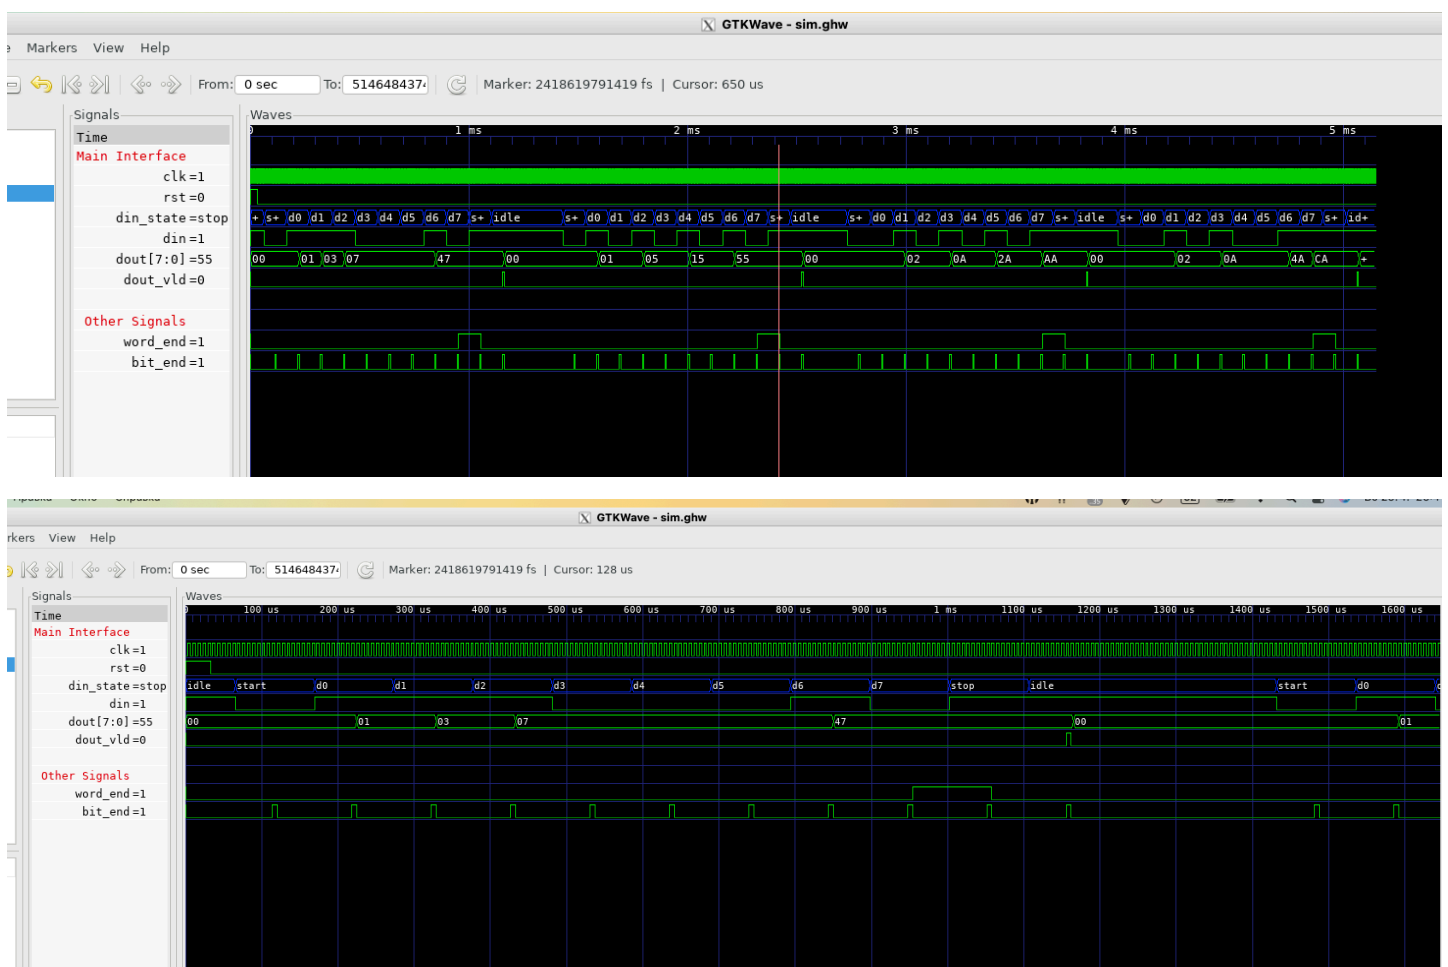 GTKWave - sim.ghw
Markers View Help
From: 0 sec To: 514648437 Marker: 2418619791419 fs | Cursor: 650 us
Signals Waves
Time 1 ms 2 ms 3 ms 4 ms 5 ms
Main Interface
clk =1
rst =0
din_state =stop + s+ d0 d1 d2 d3 d4 d5 d6 d7 s+ idle s+ d0 d1 d2 d3 d4 d5 d6 d7 s+ idle s+ d0 d1 d2 d3 d4 d5 d6 d7 s+ idle s+ d0 d1 d2 d3 d4 d5 d6 d7 s+ id+
din =1
dout[7:0] =55 00 01 03 07 47 00 01 05 15 55 00 02 0A 2A AA 00 02 0A 4A CA +
dout_vld =0
Other Signals
word_end =1
bit_end =1
GTKWave - sim.ghw
rkers View Help
From: 0 sec To: 514648437 Marker: 2418619791419 fs | Cursor: 128 us
Signals Waves
Time 100 us 200 us 300 us 400 us 500 us 600 us 700 us 800 us 900 us 1 ms 1100 us 1200 us 1300 us 1400 us 1500 us 1600 us
Main Interface
clk =1
rst =0
din_state =stop idle start d0 d1 d2 d3 d4 d5 d6 d7 stop idle start d0
din =1
dout[7:0] =55 00 01 03 07 47 00 01
dout_vld =0
Other Signals
word_end =1
bit_end =1